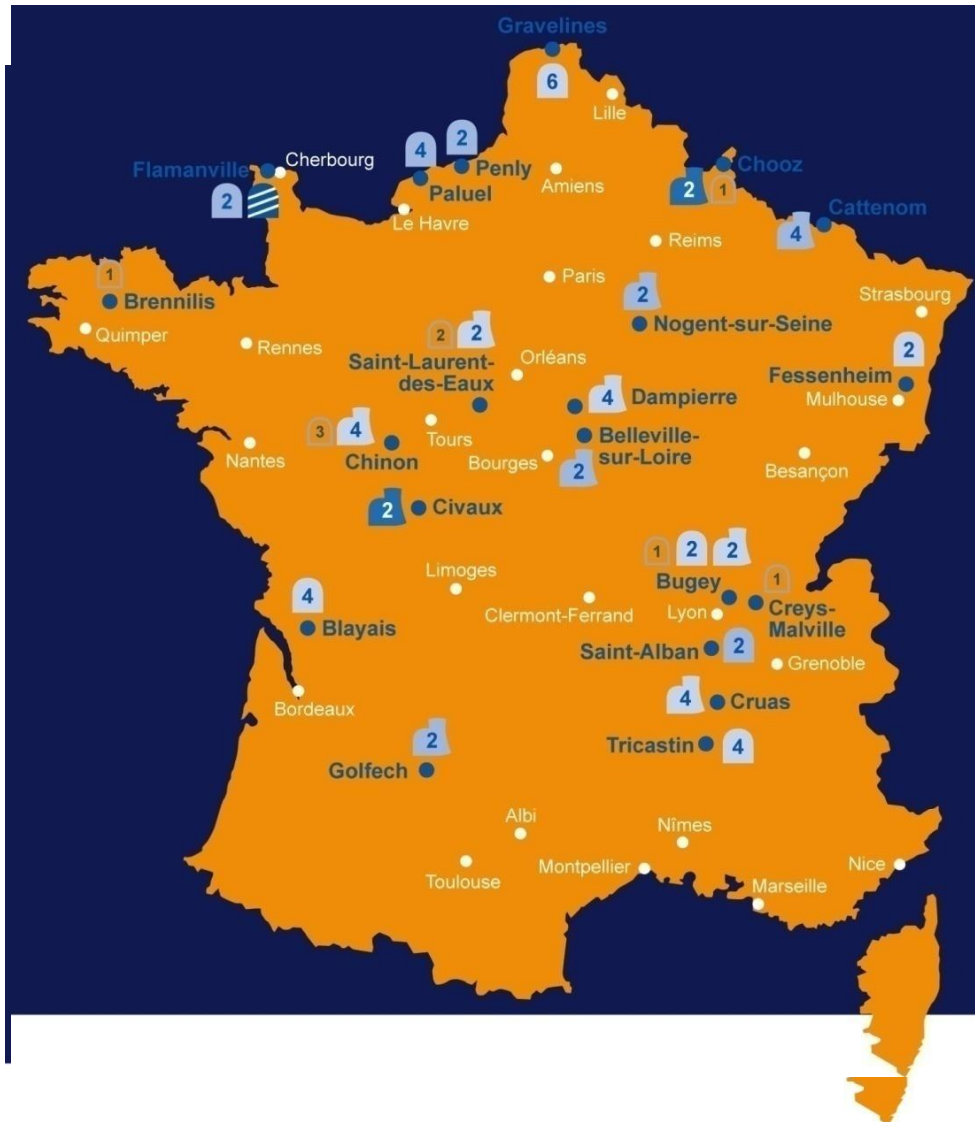 Gravelines
6
Lille
4
2
Penly
Paluel
Flamanville
Cherbourg
2
Le Havre
Amiens
Chooz
2
1
Cattenom
4
Reims
Paris
1
Brennilis
Quimper
Rennes
2
Nogent-sur-Seine
Strasbourg
2
Fessenheim
Mulhouse
2
2
Saint-Laurent-
des-Eaux
Orléans
4
Dampierre
3
4
Chinon
Tours
Nantes
Bourges
Belleville-
sur-Loire
2
Besançon
2
Civaux
Limoges
Clermont-Ferrand
1
2
2
Bugey
1
Lyon
Creys-
Malville
4
Blayais
Saint-Alban
2
Grenoble
Bordeaux
4
Cruas
Tricastin
4
2
Golfech
Albi
Nîmes
Toulouse
Montpellier
Nice
Marseille